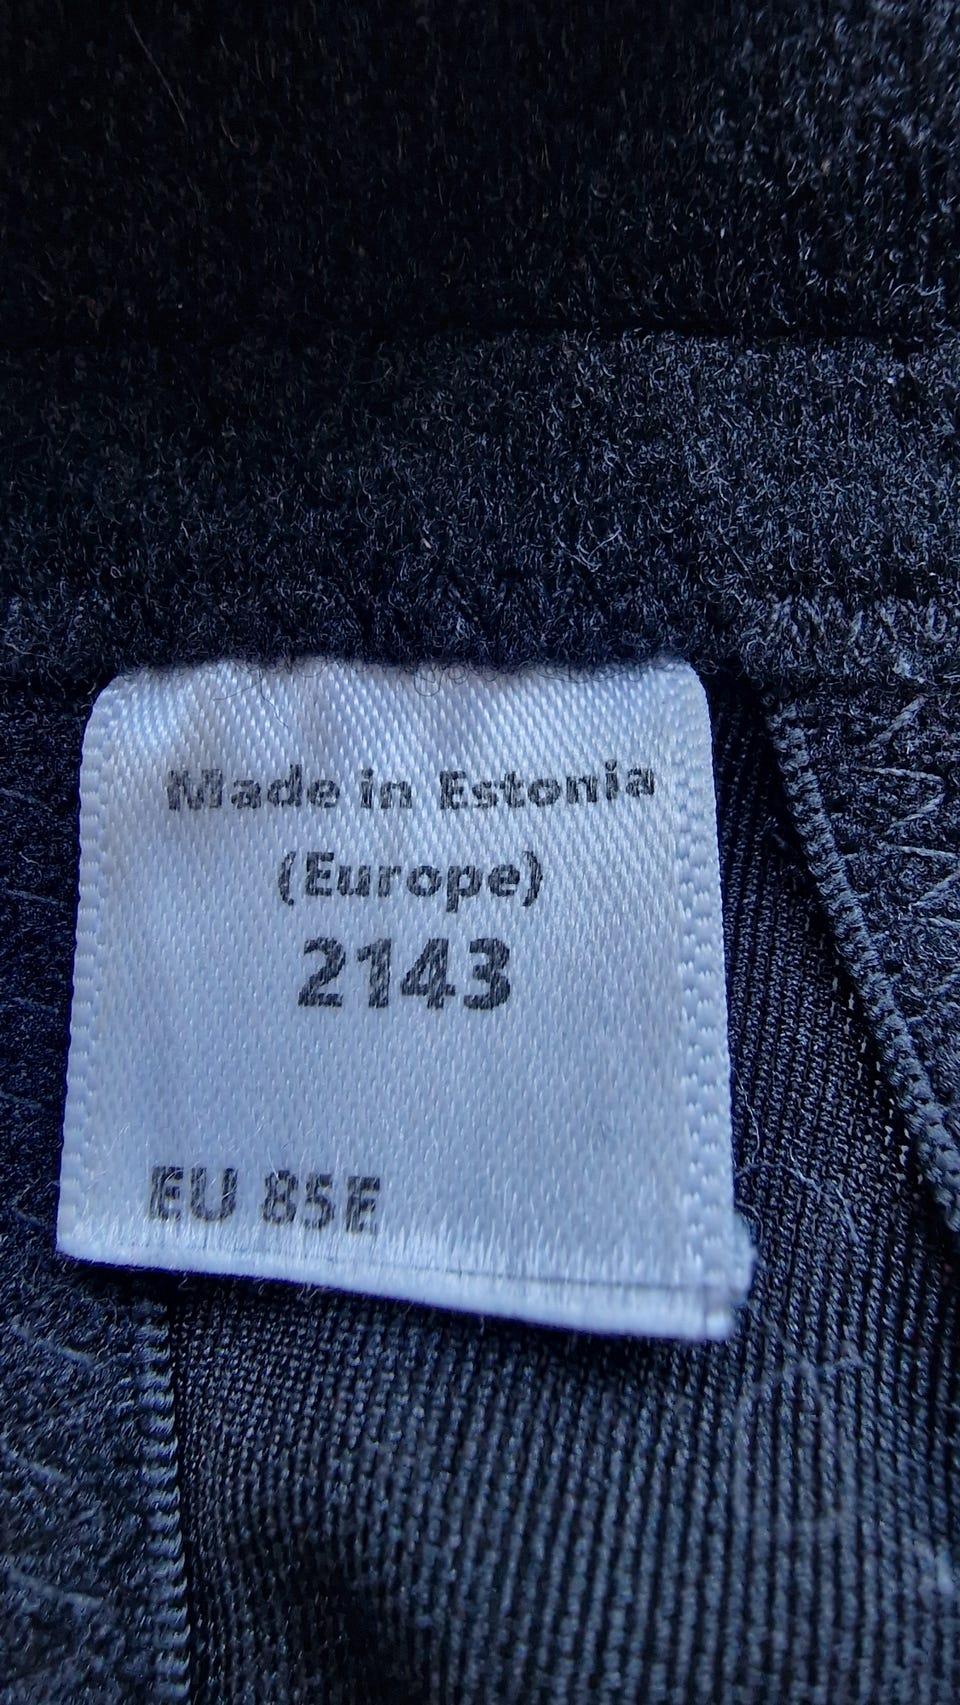 Made in Estonia
(Europe)
2143
EU 85E